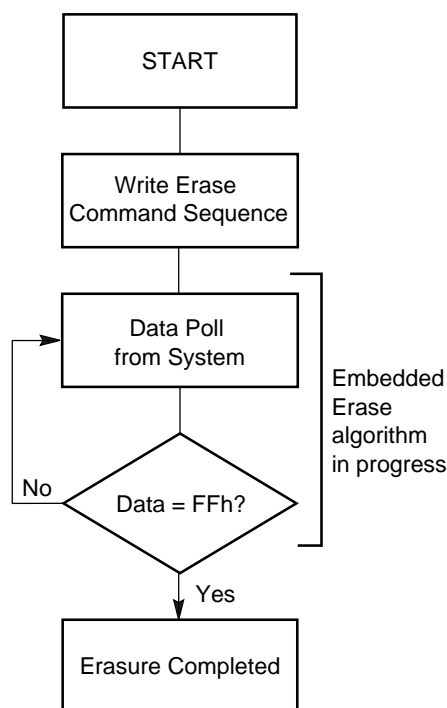 START
Write Erase
Command Sequence
Data Poll
from System
Embedded
Erase
algorithm
in progress
No
Data = FFh?
Yes
Erasure Completed